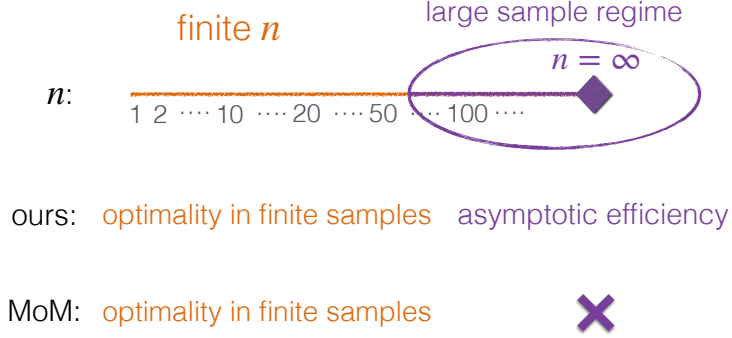 large sample regime
finite n
n = ∞
n:
1 2 ···· 10 ···· 20 ···· 50 ···· 100 ····
ours: optimality in finite samples asymptotic efficiency
MoM: optimality in finite samples